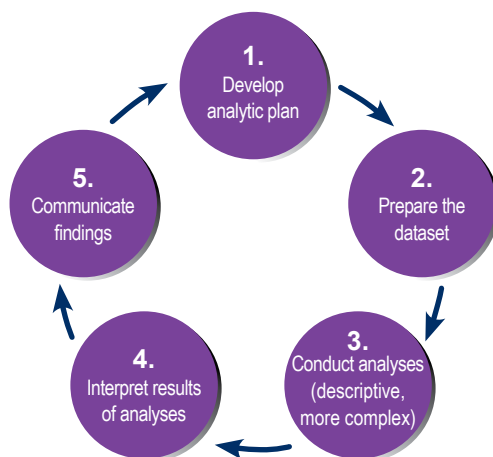 1.
Develop
analytic plan
2.
Prepare the
dataset
3.
Conduct analyses
(descriptive,
more complex)
4.
Interpret results
of analyses
5.
Communicate
findings